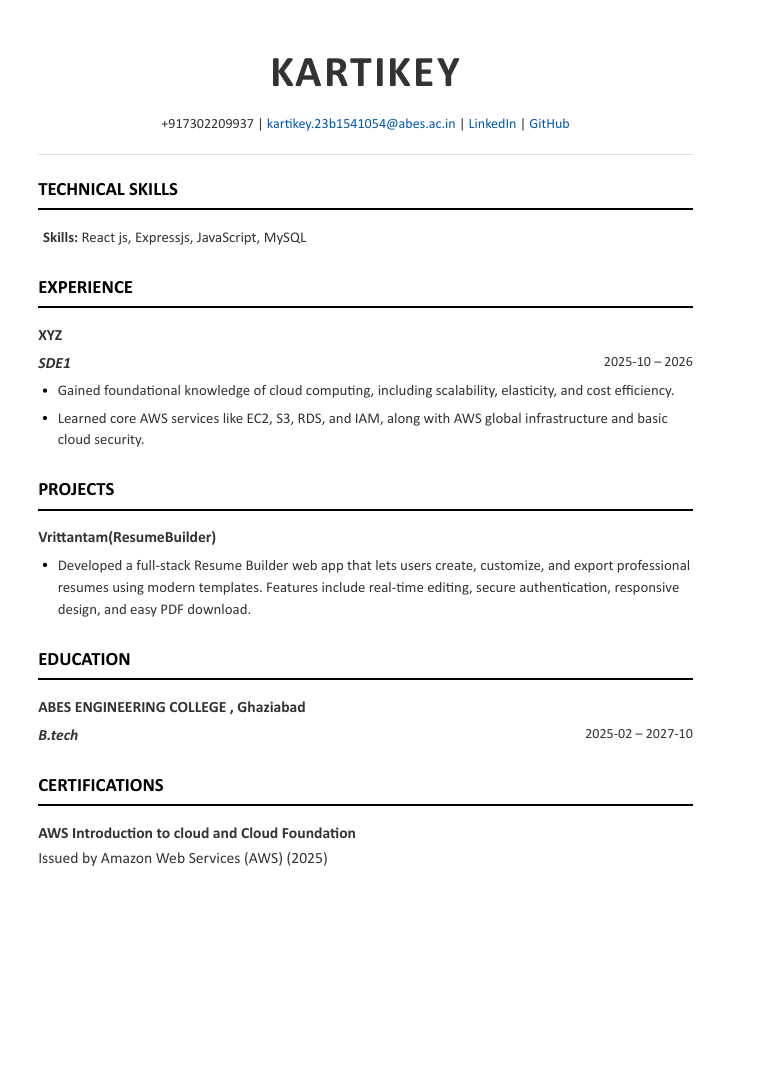 KARTIKEY
+917302209937 | kartikey.23b1541054@abes.ac.in | LinkedIn | GitHub
TECHNICAL SKILLS
Skills: React js, Expressjs, JavaScript, MySQL
EXPERIENCE
XYZ
SDE1 2025-10 – 2026
• Gained foundational knowledge of cloud computing, including scalability, elasticity, and cost efficiency.
• Learned core AWS services like EC2, S3, RDS, and IAM, along with AWS global infrastructure and basic
cloud security.
PROJECTS
Vrittantam(ResumeBuilder)
• Developed a full-stack Resume Builder web app that lets users create, customize, and export professional
resumes using modern templates. Features include real-time editing, secure authentication, responsive
design, and easy PDF download.
EDUCATION
ABES ENGINEERING COLLEGE , Ghaziabad
B.tech 2025-02 – 2027-10
CERTIFICATIONS
AWS Introduction to cloud and Cloud Foundation
Issued by Amazon Web Services (AWS) (2025)